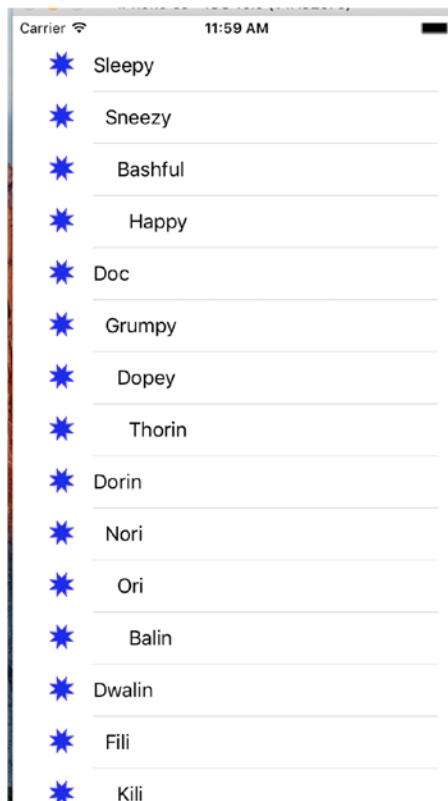 Carrier 11:59 AM
Sleepy
Sneezy
Bashful
Happy
Doc
Grumpy
Dopey
Thorin
Dorin
Nori
Ori
Balin
Dwalin
Fili
Kili